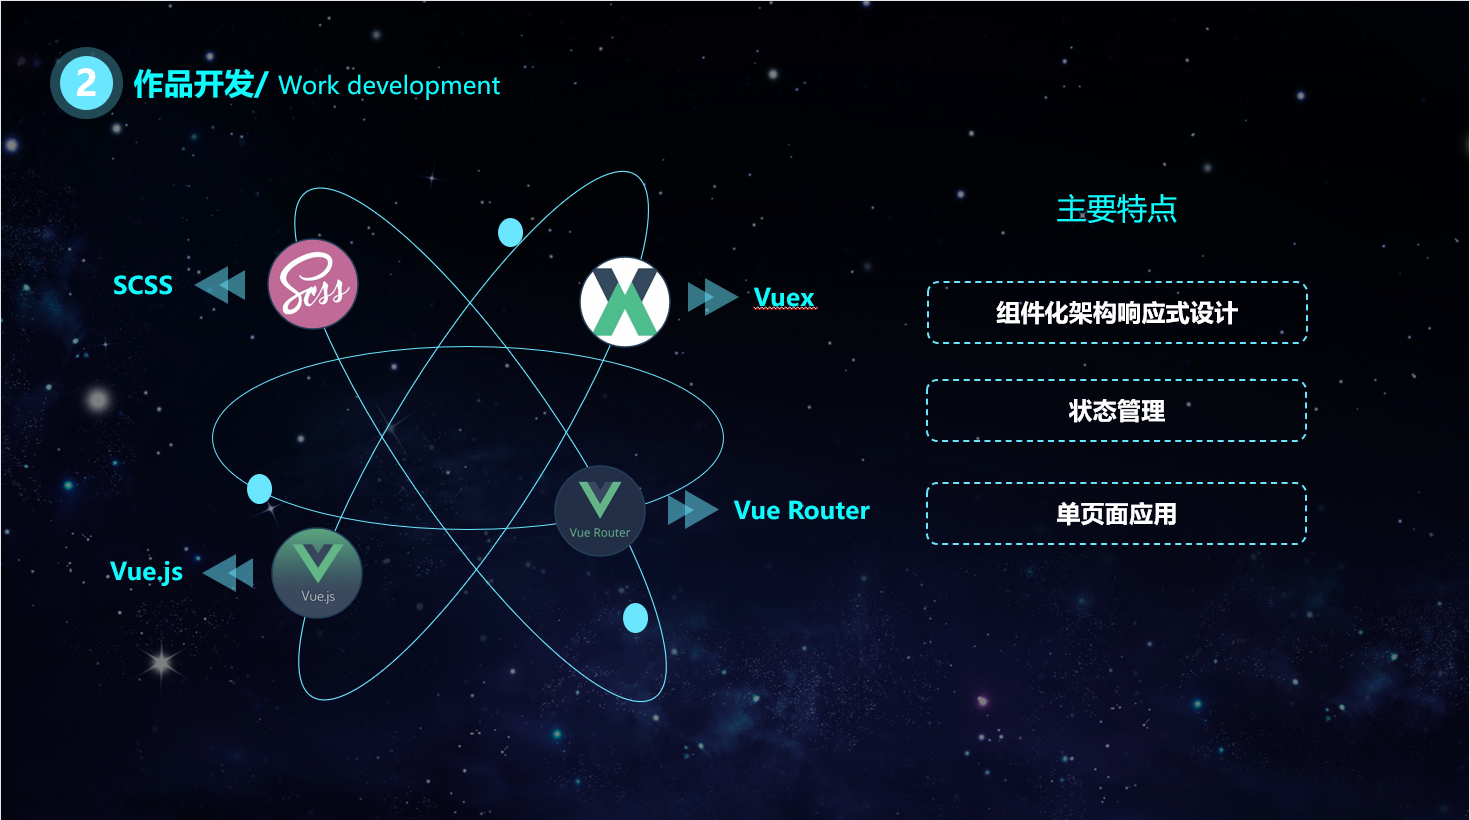 2
作品开发/ Work development
主要特点
SCSS
Scss
Vuex
组件化架构响应式设计
状态管理
Vue Router
Vue Router
单页面应用
Vue.js
Vue.js